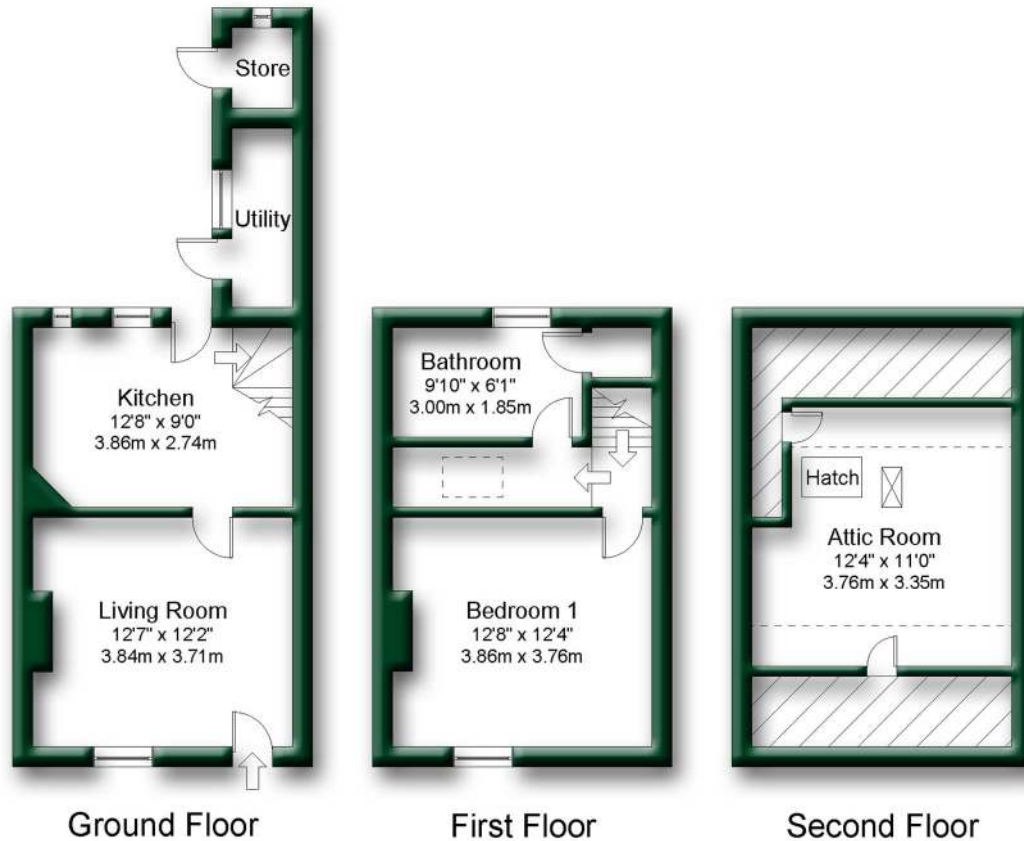 Store
Utility
Kitchen
12'8" x 9'0"
3.86m x 2.74m
Living Room
12'7" x 12'2"
3.84m x 3.71m
Ground Floor
Bathroom
9'10" x 6'1"
3.00m x 1.85m
Bedroom 1
12'8" x 12'4"
3.86m x 3.76m
First Floor
Hatch
Attic Room
12'4" x 11'0"
3.76m x 3.35m
Second Floor